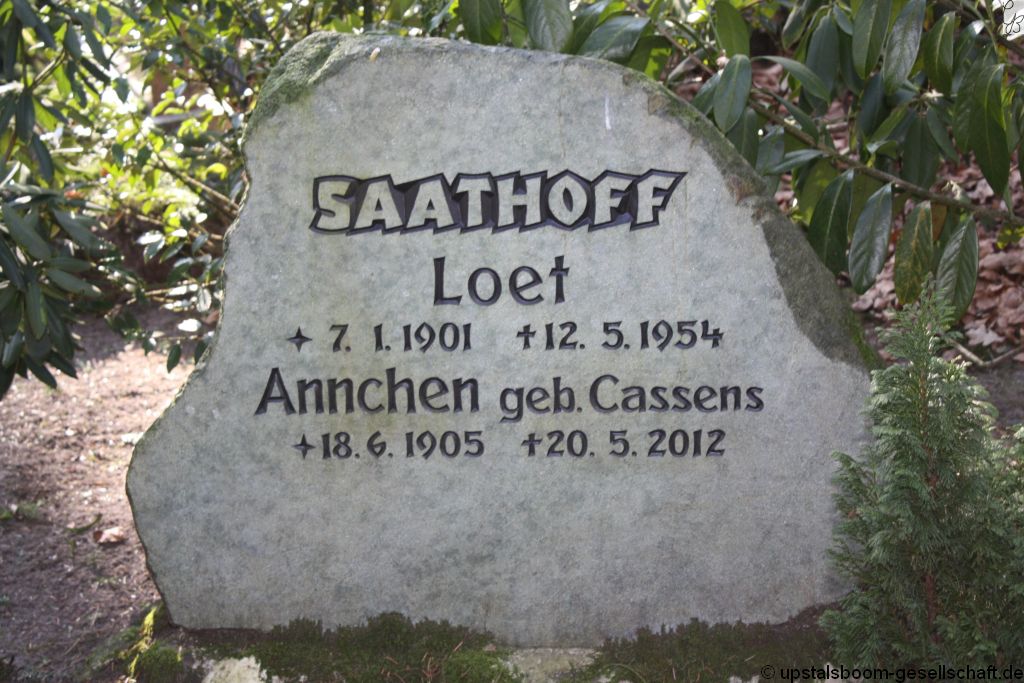 SAATHOFF
Loet
✦ 7. 1. 1901 ✝ 12. 5. 1954
Annchen geb. Cassens
✦ 18. 6. 1905 ✝ 20. 5. 2012
© upstalsboom-gesellschaft.de